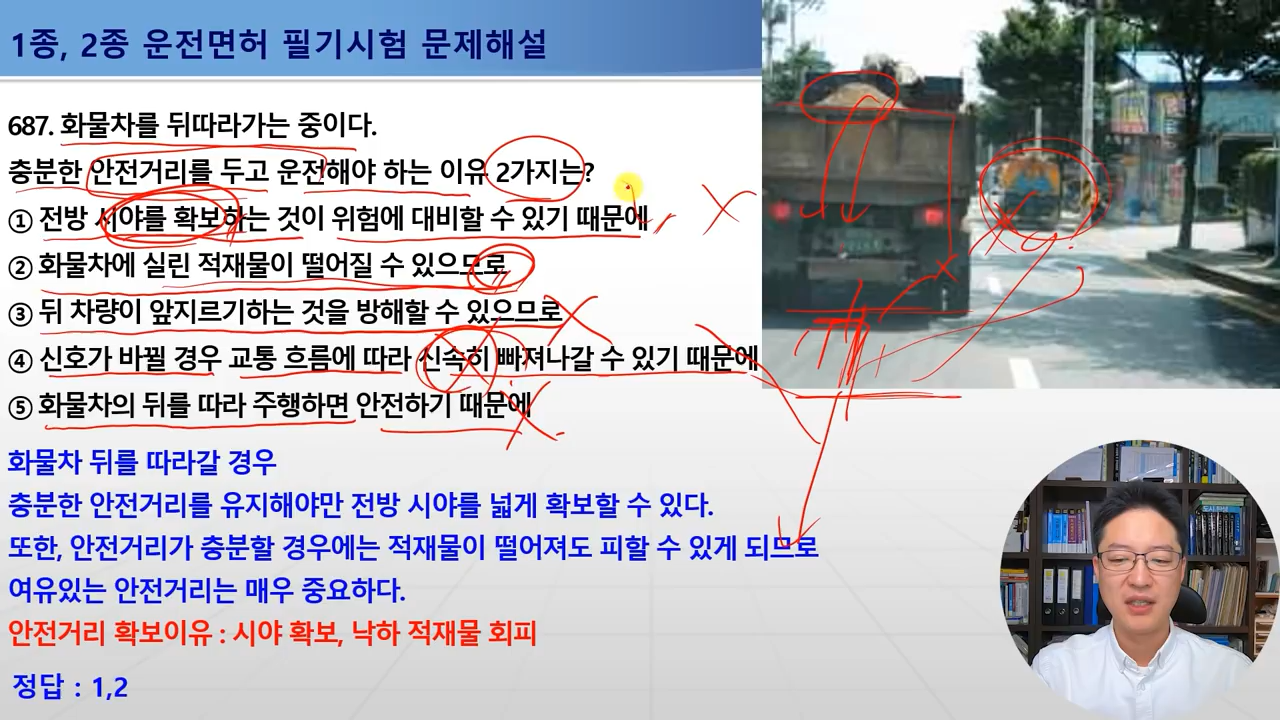 1종, 2종 운전면허 필기시험 문제해설
687. 화물차를 뒤따라가는 중이다.
충분한 안전거리를 두고 운전해야 하는 이유 2가지는?
① 전방 시야를 확보하는 것이 위험에 대비할 수 있기 때문에
② 화물차에 실린 적재물이 떨어질 수 있으므로
③ 뒤 차량이 앞지르기하는 것을 방해할 수 있으므로
④ 신호가 바뀔 경우 교통 흐름에 따라 신속히 빠져나갈 수 있기 때문에
⑤ 화물차의 뒤를 따라 주행하면 안전하기 때문에
화물차 뒤를 따라갈 경우
충분한 안전거리를 유지해야만 전방 시야를 넓게 확보할 수 있다.
또한, 안전거리가 충분할 경우에는 적재물이 떨어져도 피할 수 있게 되므로
여유있는 안전거리는 매우 중요하다.
안전거리 확보이유 : 시야 확보, 낙하 적재물 회피
정답 : 1,2